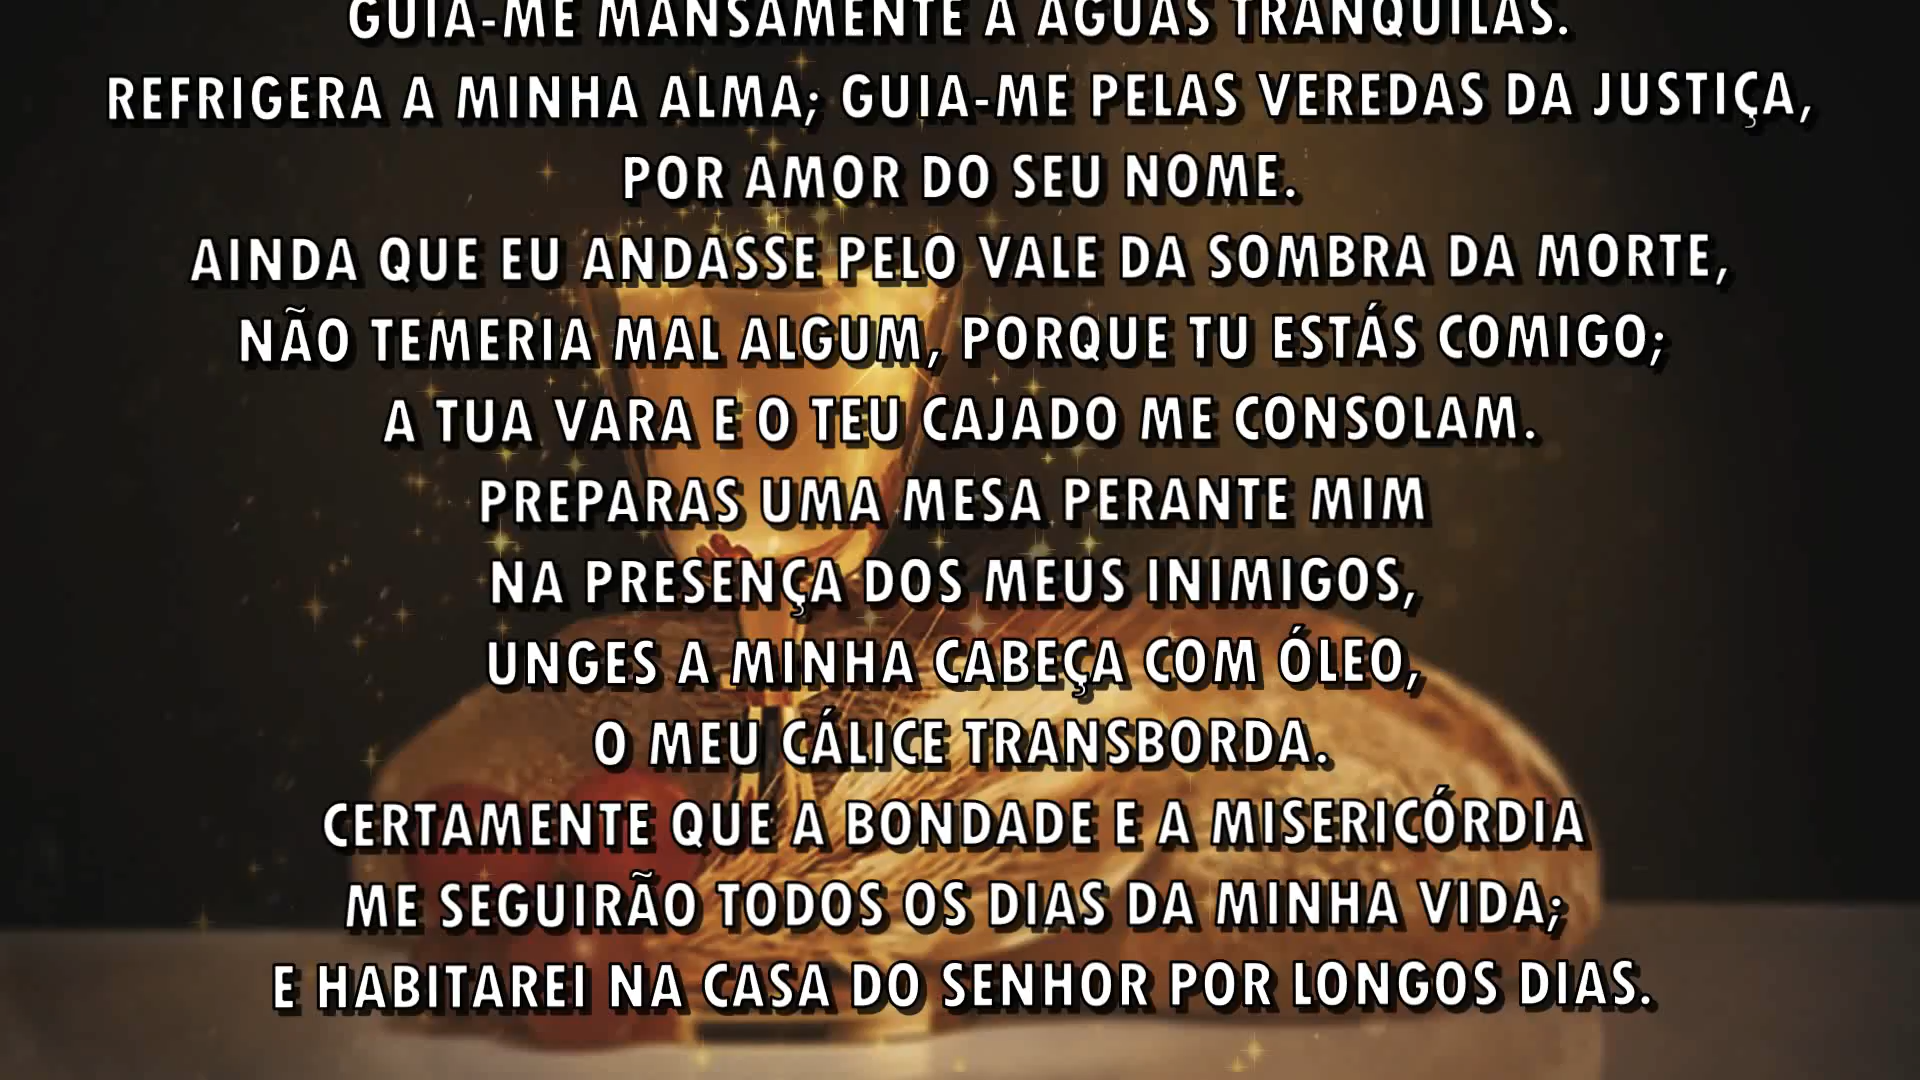 GUIA-ME MANSAMENTE A ÁGUAS TRANQUILAS.
REFRIGERA A MINHA ALMA; GUIA-ME PELAS VEREDAS DA JUSTIÇA,
POR AMOR DO SEU NOME.
AINDA QUE EU ANDASSE PELO VALE DA SOMBRA DA MORTE,
NÃO TEMERIA MAL ALGUM, PORQUE TU ESTÁS COMIGO;
A TUA VARA E O TEU CAJADO ME CONSOLAM.
PREPARAS UMA MESA PERANTE MIM
NA PRESENÇA DOS MEUS INIMIGOS,
UNGES A MINHA CABEÇA COM ÓLEO,
O MEU CÁLICE TRANSBORDA.
CERTAMENTE QUE A BONDADE E A MISERICÓRDIA
ME SEGUIRÃO TODOS OS DIAS DA MINHA VIDA;
E HABITAREI NA CASA DO SENHOR POR LONGOS DIAS.